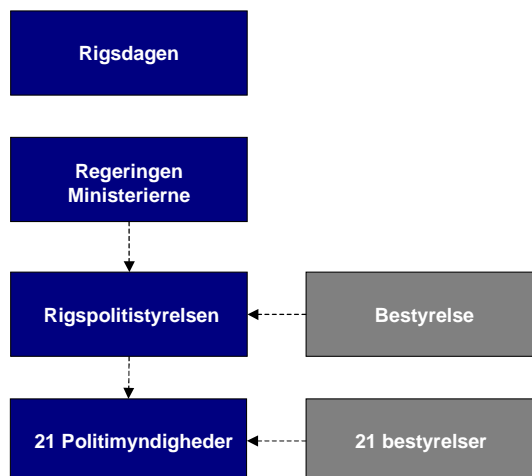 Rigsdagen
Regeringen
Ministerierne
Rigspolitistyrelsen
Bestyrelse
21 Politimyndigheder
21 bestyrelser